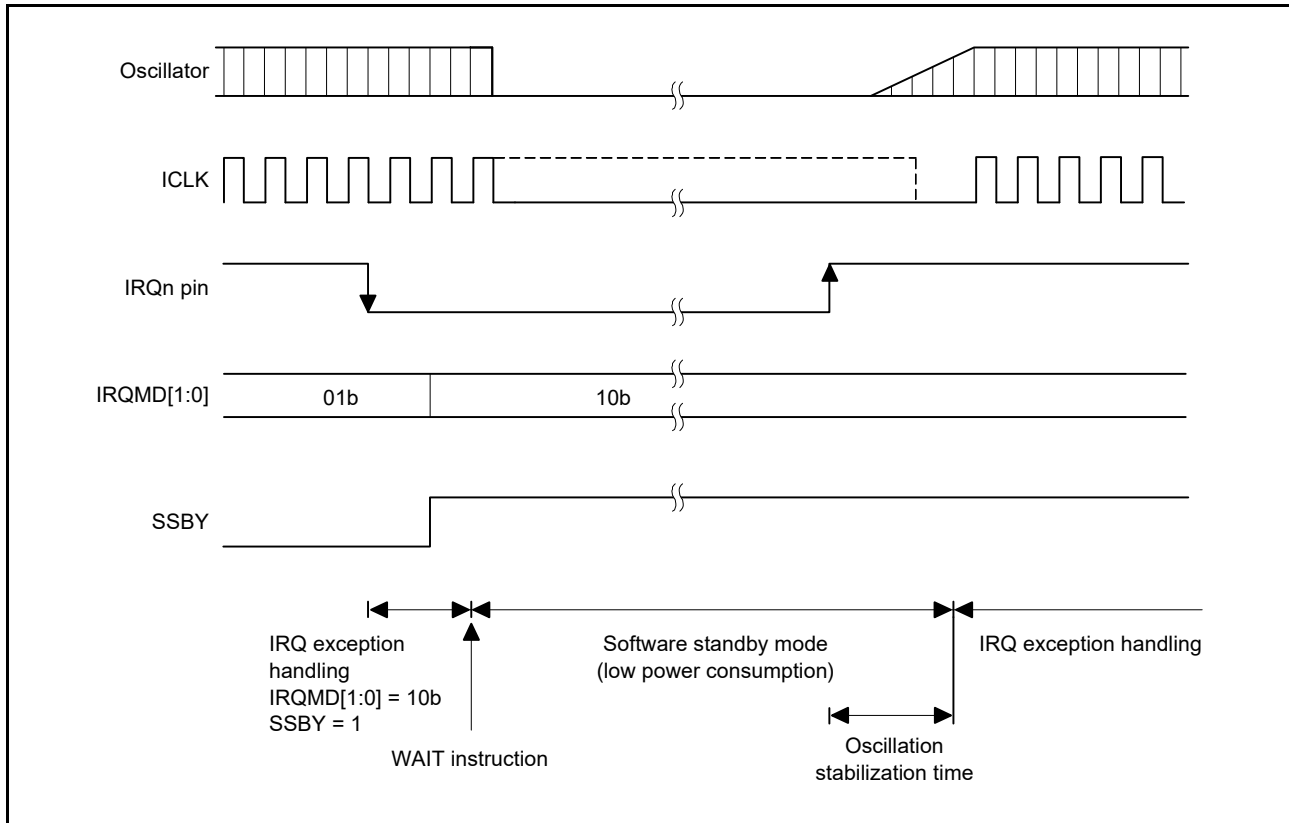 Oscillator
ICLK
IRQn pin
IRQMD[1:0]
01b
10b
SSBY
IRQ exception
handling
IRQMD[1:0] = 10b
SSBY = 1
WAIT instruction
Software standby mode
(low power consumption)
Oscillation
stabilization time
IRQ exception handling